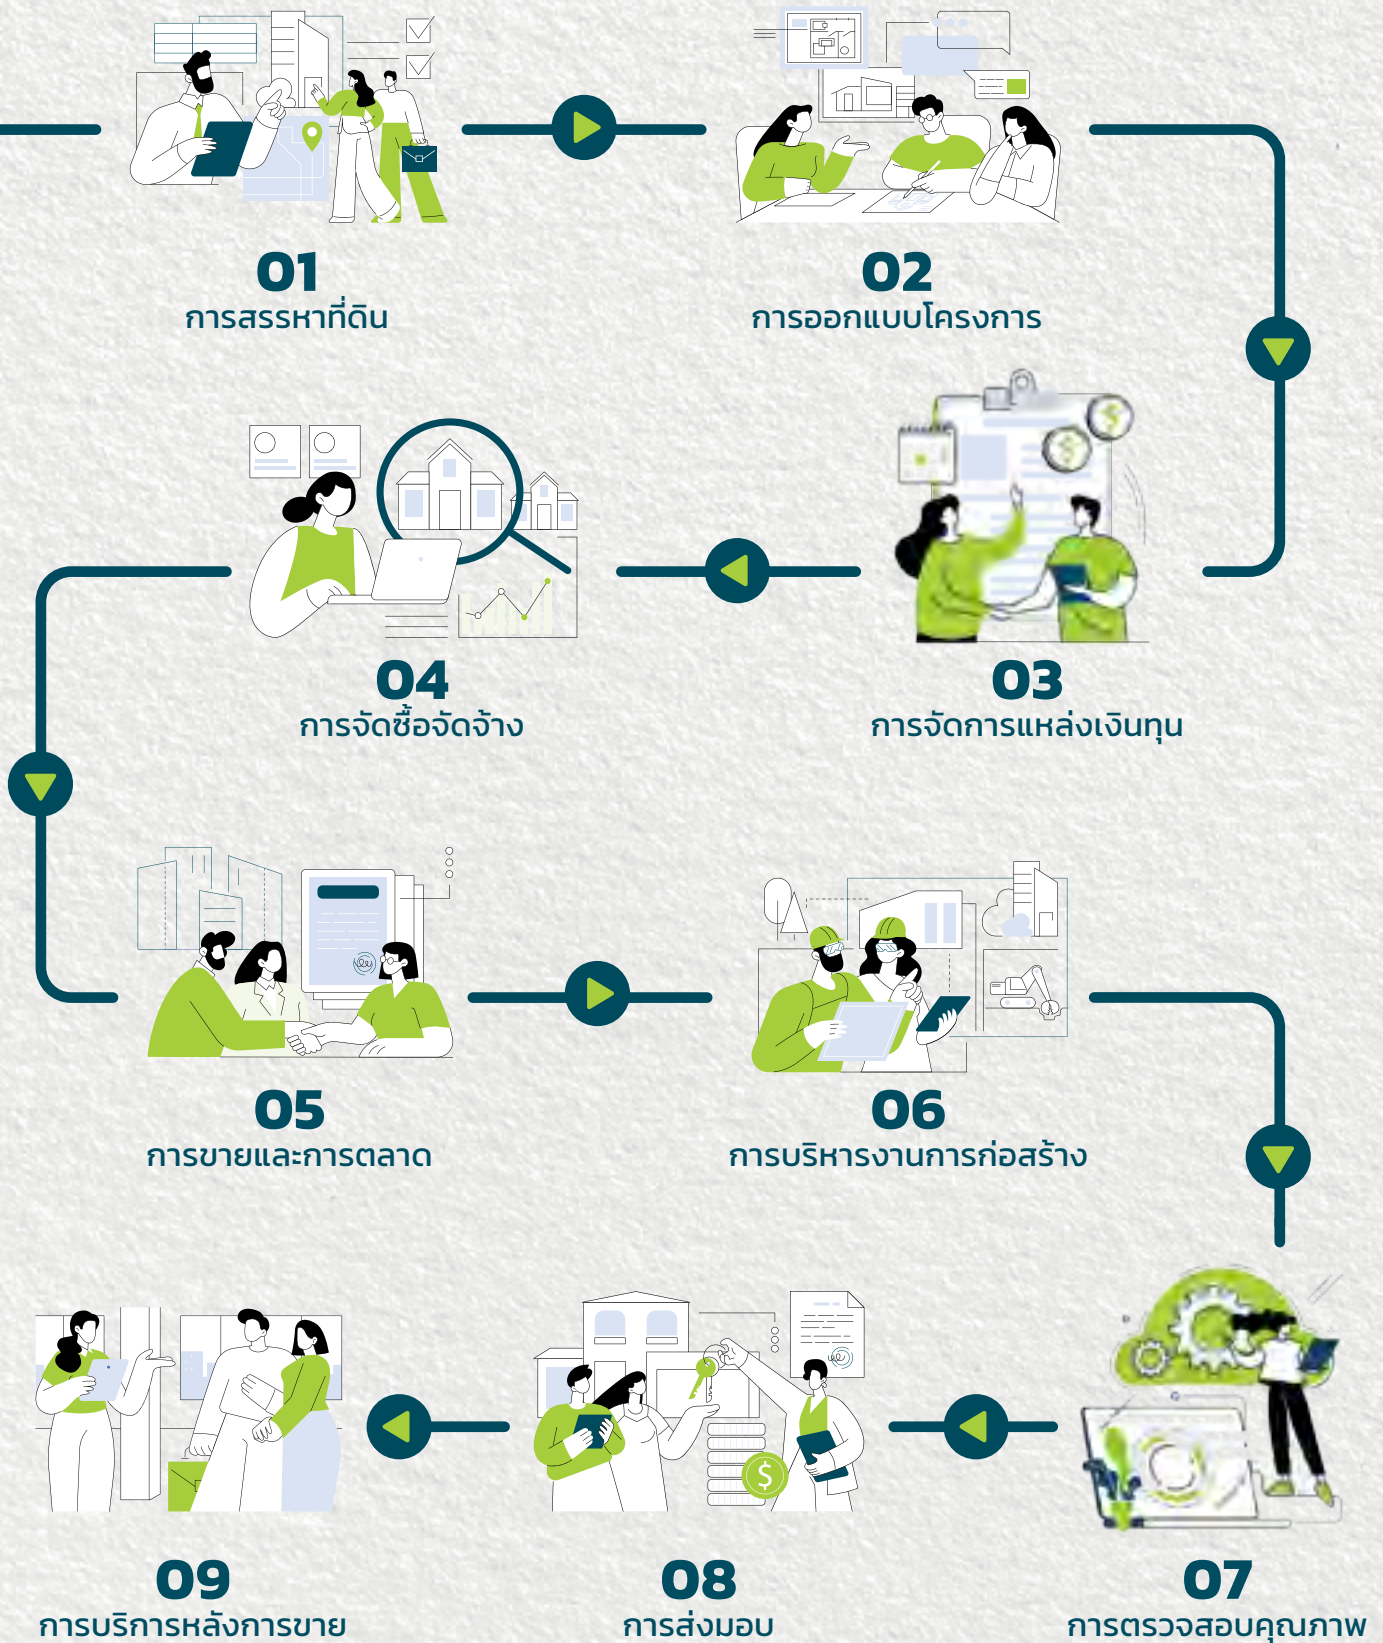 01
การสรรหาที่ดิน
02
การออกแบบโครงการ
03
การจัดการแหล่งเงินทุน
04
การจัดซื้อจัดจ้าง
05
การขายและการตลาด
06
การบริหารงานการก่อสร้าง
07
การตรวจสอบคุณภาพ
08
การส่งมอบ
09
การบริการหลังการขาย